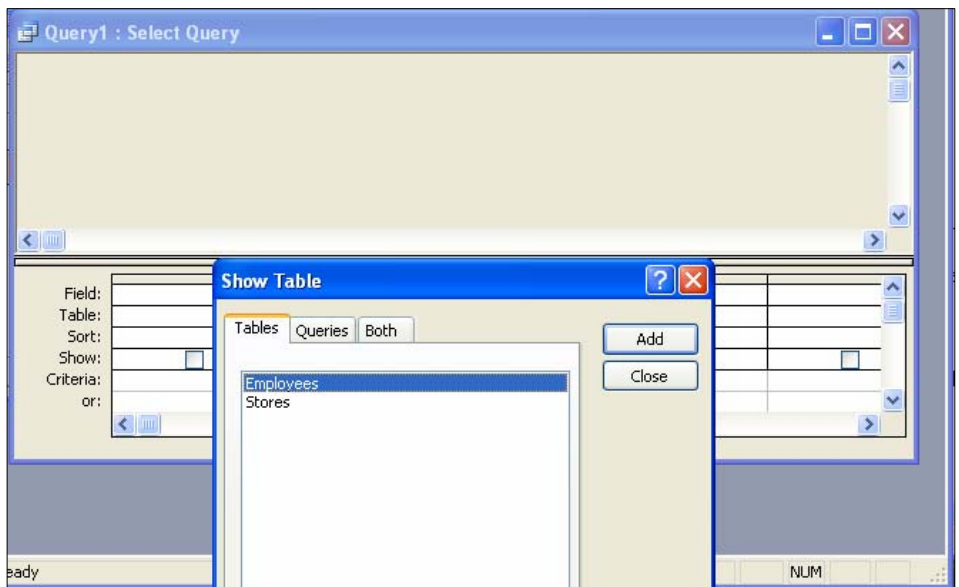 Query1 : Select Query
Show Table
Field:
Table:
Sort:
Show:
Criteria:
or:
Tables Queries Both
Add
Close
Employees
Stores
eady
NUM